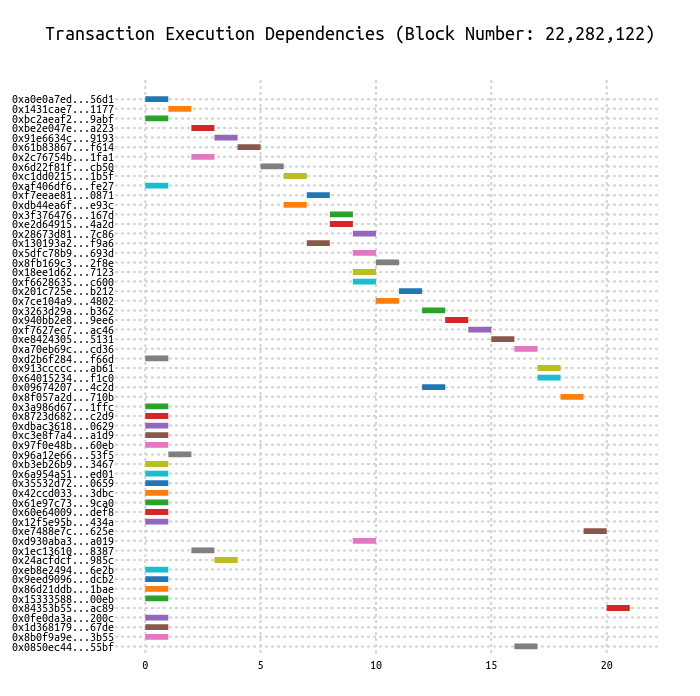 Transaction Execution Dependencies (Block Number: 22,282,122)
0xa0e0a7ed...56d1
0x1431cae7...1177
0xbc2aeaf2...9abf
0xbe2e047e...a223
0x91e6634c...9193
0x61b83867...f614
0x2c76754b...1fa1
0x6d22f81f...cb50
0xc1dd0215...1b5f
0xaf406df6...fe27
0xf7eeae81...0871
0xdb44ea6f...e93c
0x3f376476...167d
0xe2d64915...4a2d
0x28673d81...7c86
0x130193a2...f9a6
0x5dfc78b9...693d
0x8fb169c3...2f8e
0x18ee1d62...7123
0xf6628635...c600
0x201c725e...b212
0x7ce104a9...4802
0x3263d29a...b362
0x940bb2e8...9ee6
0xf7627ec7...ac46
0xe8424305...5131
0xa70eb69c...cd36
0xd2b6f284...f66d
0x913ccccc...ab61
0x64015234...f1c0
0x09674207...4c2d
0x8f057a2d...710b
0x3a986d67...1ffc
0x8723d682...c2d9
0xdbac3618...0629
0xc3e8f7a4...a1d9
0x97f0e48b...60eb
0x96a12e66...53f5
0xb3eb26b9...3467
0x6a954a51...ed01
0x35532d72...0659
0x42ccd033...3dbc
0x61e97c73...9ca0
0x60e64009...def8
0x12f5e95b...434a
0xe7488e7c...625e
0xd930aba3...a019
0x1ec13610...8387
0x24acfdcf...985c
0xeb8e2494...6e2b
0x9eed9096...dcb2
0x86d21ddb...1bae
0x15333588...00eb
0x84353b55...ac89
0x0fe0da3a...200c
0x1d368179...67de
0x8b0f9a9e...3b55
0x0850ec44...55bf
0 5 10 15 20